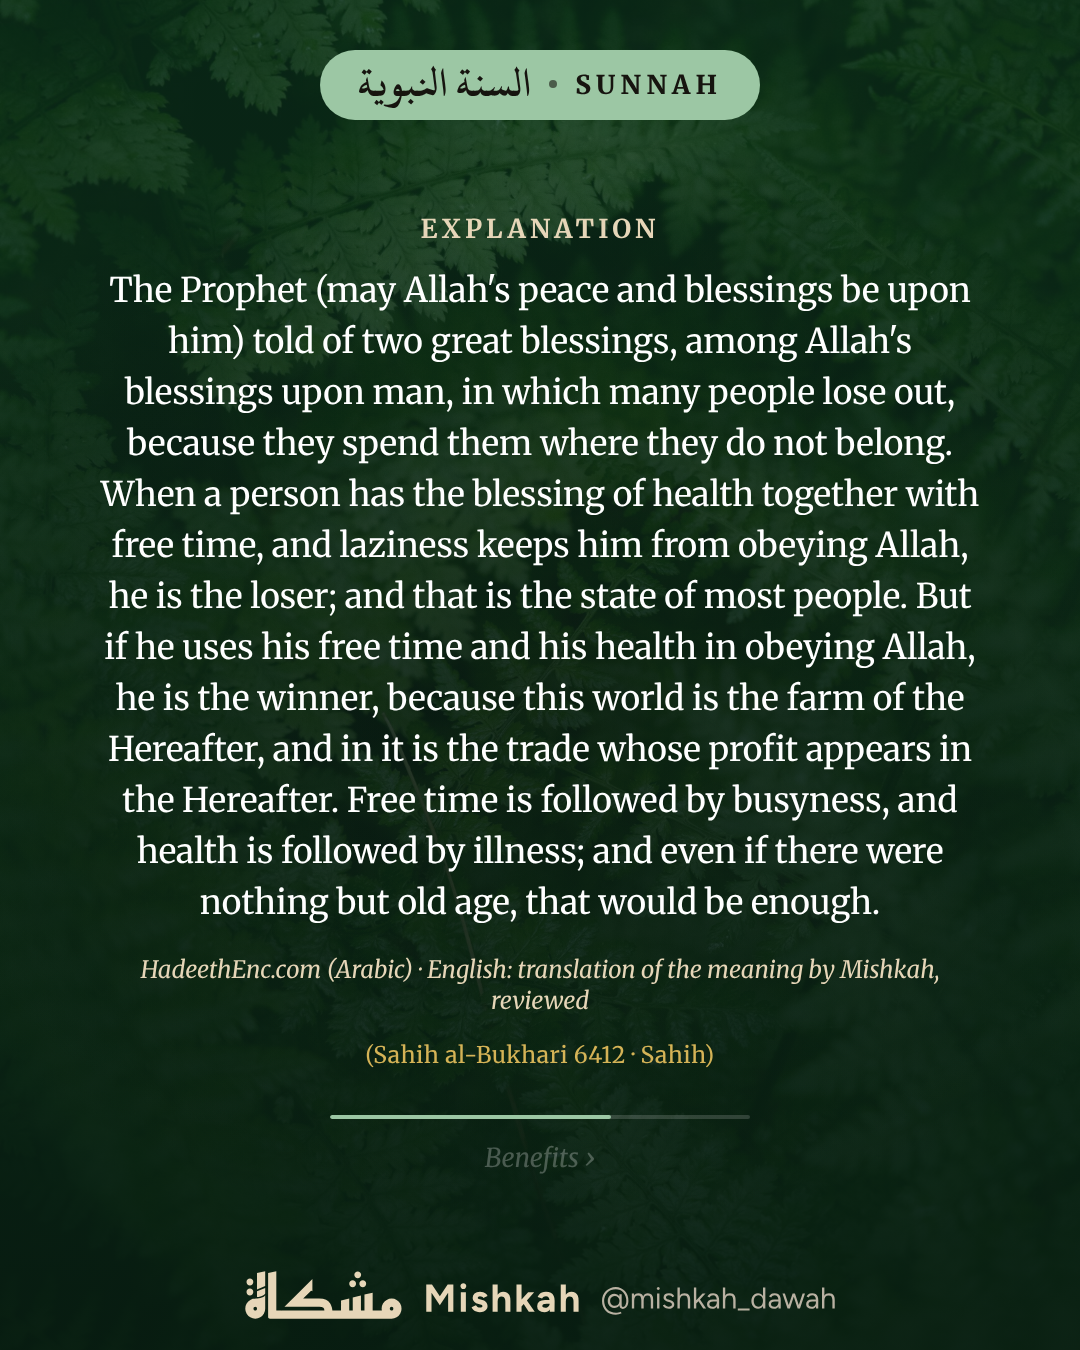 السنة النبوية • SUNNAH
EXPLANATION
The Prophet (may Allah's peace and blessings be upon
him) told of two great blessings, among Allah's
blessings upon man, in which many people lose out,
because they spend them where they do not belong.
When a person has the blessing of health together with
free time, and laziness keeps him from obeying Allah,
he is the loser; and that is the state of most people. But
if he uses his free time and his health in obeying Allah,
he is the winner, because this world is the farm of the
Hereafter, and in it is the trade whose profit appears in
the Hereafter. Free time is followed by busyness, and
health is followed by illness; and even if there were
nothing but old age, that would be enough.
HadeethEnc.com (Arabic) · English: translation of the meaning by Mishkah,
reviewed
(Sahih al-Bukhari 6412 · Sahih)
Benefits ›
مشكاة Mishkah @mishkah_dawah